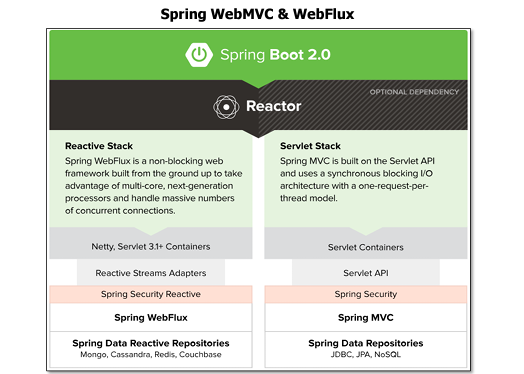 Spring WebMVC & WebFlux
Spring Boot 2.0
OPTIONAL DEPENDENCY
Reactor
Reactive Stack
Spring WebFlux is a non-blocking web
framework built from the ground up to take
advantage of multi-core, next-generation
processors and handle massive numbers
of concurrent connections.
Servlet Stack
Spring MVC is built on the Servlet API
and uses a synchronous blocking I/O
architecture with a one-request-per-
thread model.
Netty, Servlet 3.1+ Containers
Servlet Containers
Reactive Streams Adapters
Servlet API
Spring Security Reactive
Spring Security
Spring WebFlux
Spring MVC
Spring Data Reactive Repositories
Mongo, Cassandra, Redis, Couchbase
Spring Data Repositories
JDBC, JPA, NoSQL